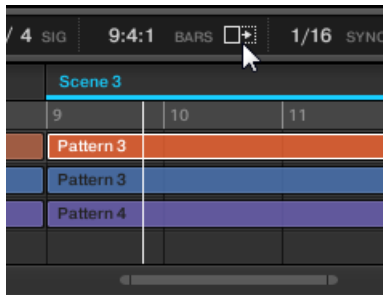 / 4 SIG 9:4:1 BARS 1/16 SYNC
Scene 3
9 10 11
Pattern 3
Pattern 3
Pattern 4